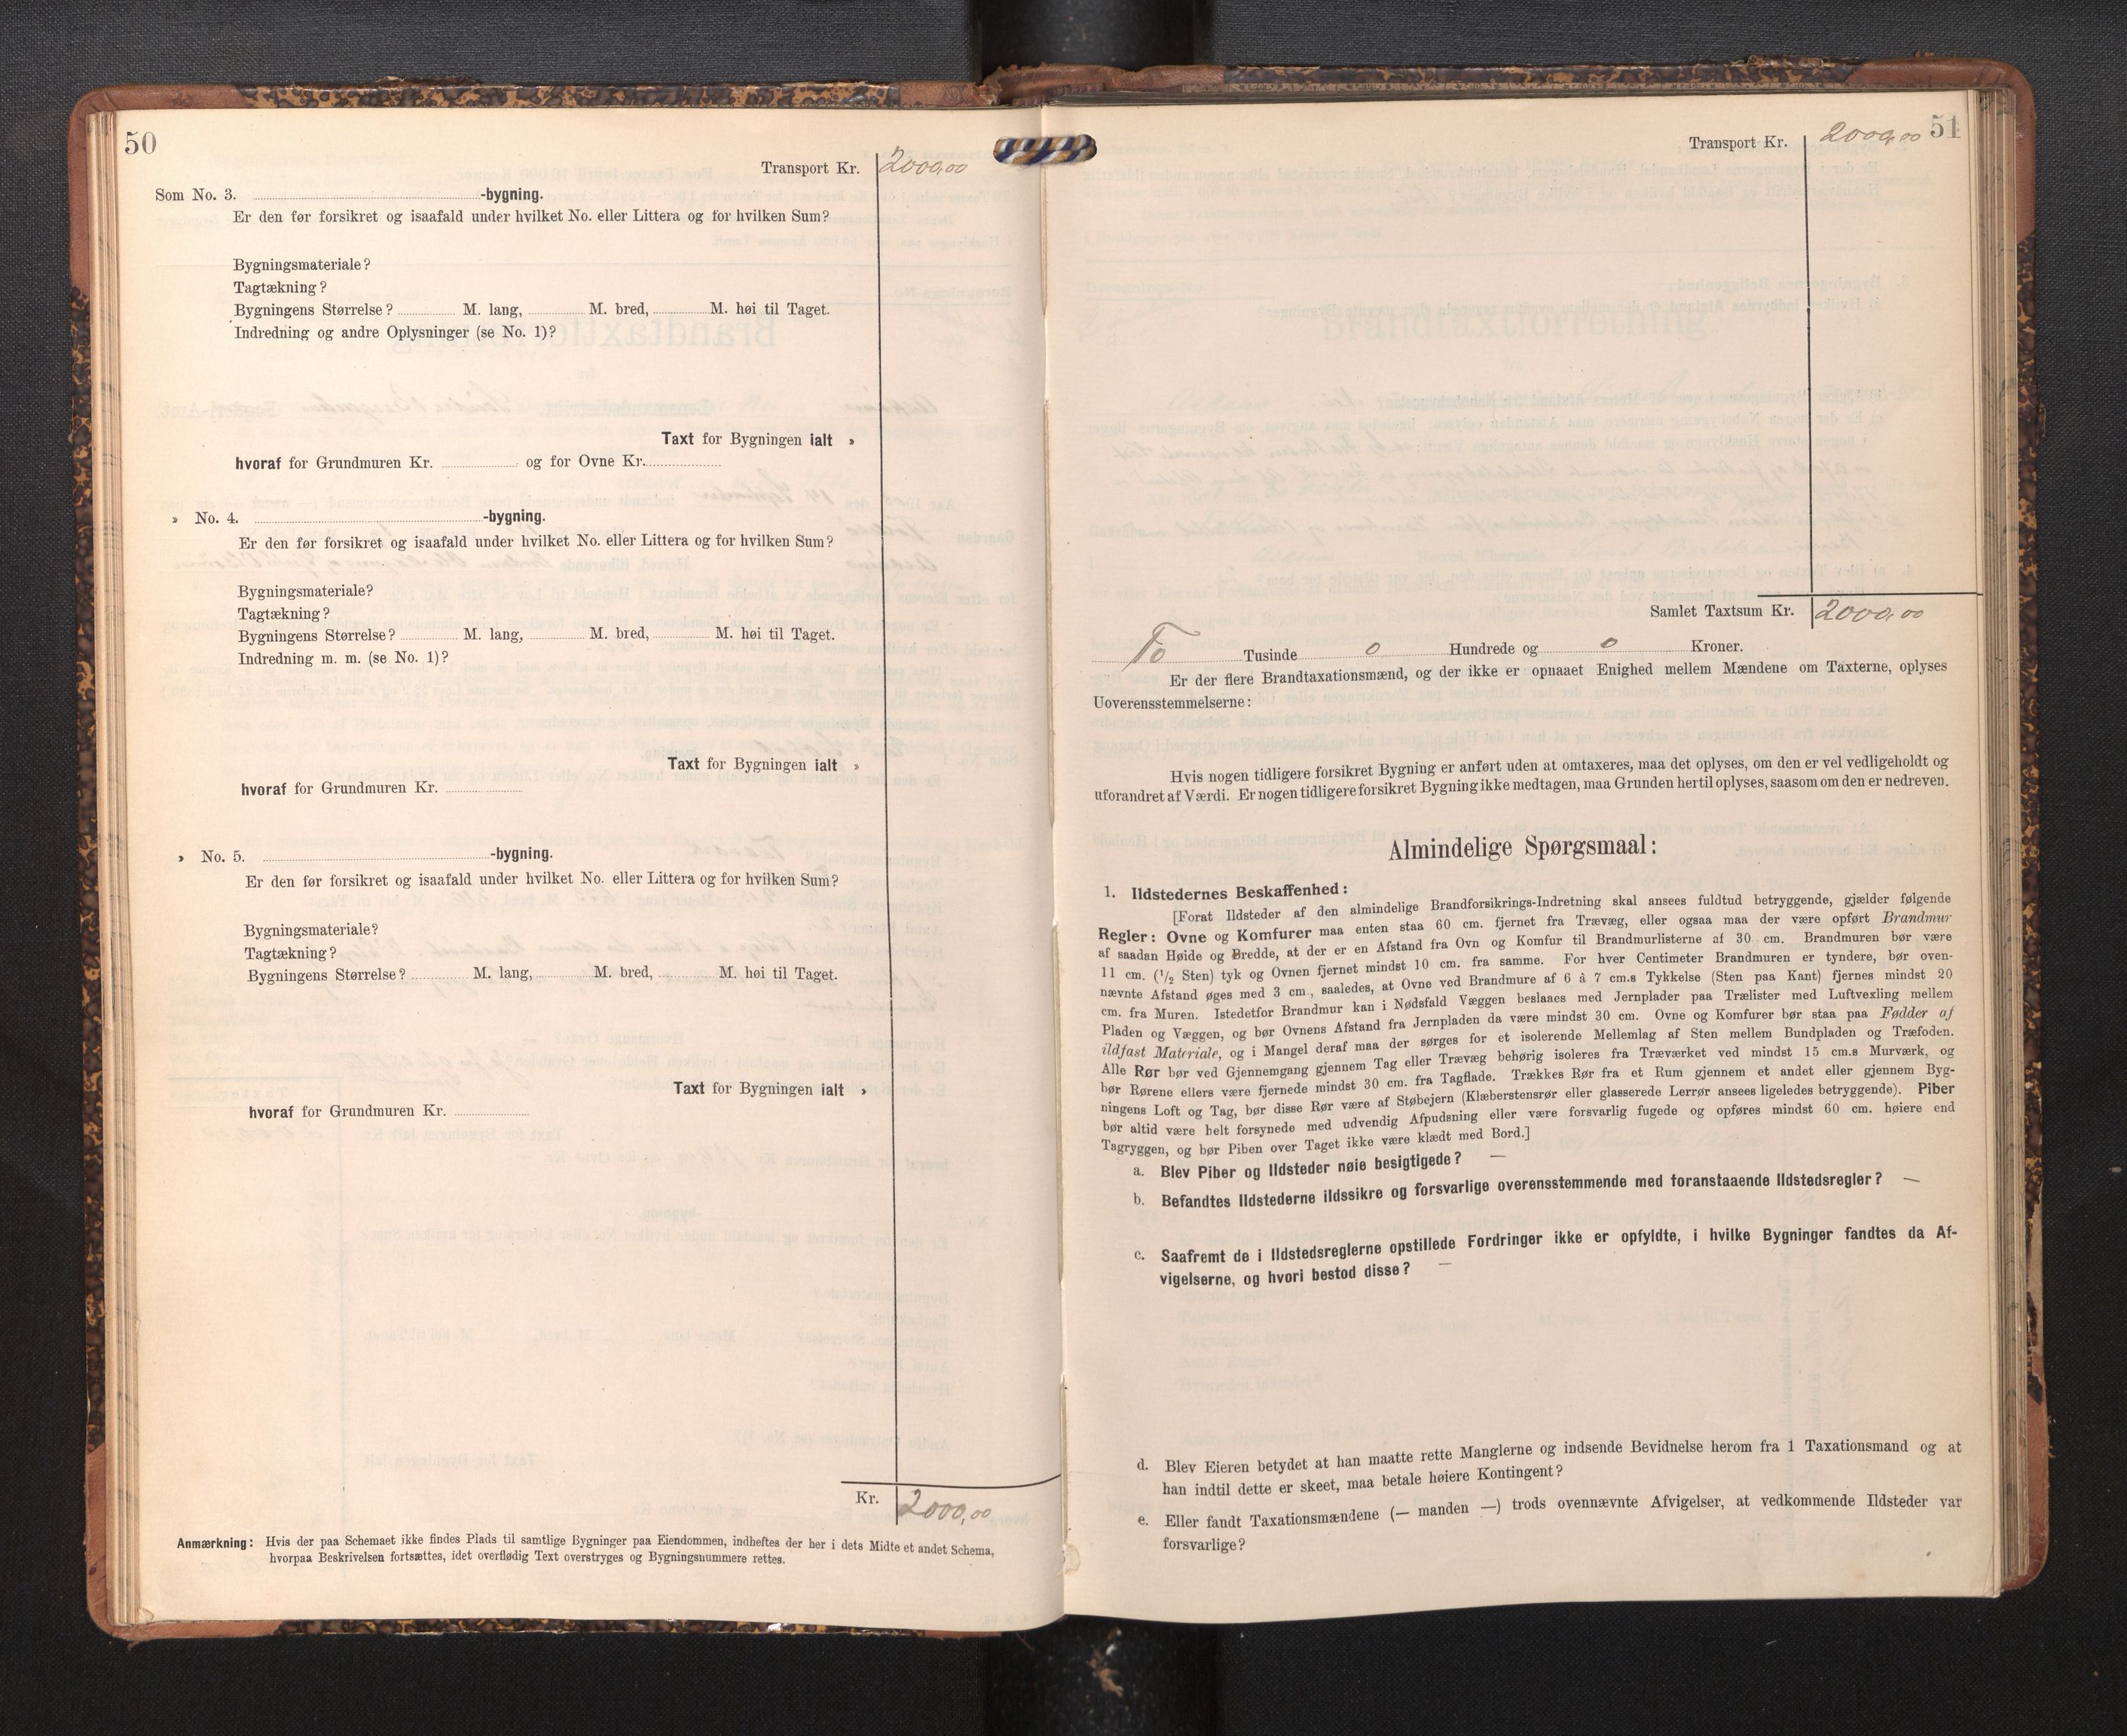 50
Transport Kr. 2000,00
Som No. 3. -bygning.
Er den før forsikret og isaafald under hvilket No. eller Littera og for hvilken Sum?
Bygningsmateriale?
Tagtækning?
Bygningens Størrelse? M. lang, M. bred, M. høi til Taget.
Indredning og andre Oplysninger (se No. 1)?
Taxt for Bygningen ialt »
hvoraf for Grundmuren Kr. og for Ovne Kr.
» No. 4. -bygning.
Er den før forsikret og isaafald under hvilket No. eller Littera og for hvilken Sum?
Bygningsmateriale?
Tagtækning?
Bygningens Størrelse? M. lang, M. bred, M. høi til Taget.
Indredning m. m. (se No. 1)?
Taxt for Bygningen ialt »
hvoraf for Grundmuren Kr.
» No. 5. -bygning.
Er den før forsikret og isaafald under hvilket No. eller Littera og for hvilken Sum?
Bygningsmateriale?
Tagtækning?
Bygningens Størrelse? M. lang, M. bred, M. høi til Taget.
Taxt for Bygningen ialt »
hvoraf for Grundmuren Kr.
Kr. 2000,00
Anmærkning: Hvis der paa Schemaet ikke findes Plads til samtlige Bygninger paa Eiendommen, indheftes der her i dets Midte et andet Schema,
hvorpaa Beskrivelsen fortsættes, idet overflødig Text overstryges og Bygningsnummere rettes.
51
Transport Kr. 2000,00
Samlet Taxtsum Kr. 2000,00
To Tusinde 0 Hundrede og 0 Kroner.
Er der flere Brandtaxationsmænd, og der ikke er opnaaet Enighed mellem Mændene om Taxterne, oplyses
Uoverensstemmelserne:
Hvis nogen tidligere forsikret Bygning er anført uden at omtaxeres, maa det oplyses, om den er vel vedligeholdt og
uforandret af Værdi. Er nogen tidligere forsikret Bygning ikke medtagen, maa Grunden hertil oplyses, saasom om den er nedreven.
Almindelige Spørgsmaal:
1. Ildstedernes Beskaffenhed:
[Forat Ildsteder af den almindelige Brandforsikrings-Indretning skal ansees fuldtud betryggende, gjælder følgende
Regler: Ovne og Komfurer maa enten staa 60 cm. fjernet fra Trævæg, eller ogsaa maa der være opført Brandmur
af saadan Høide og Bredde, at der er en Afstand fra Ovn og Komfur til Brandmurlisterne af 30 cm. Brandmuren bør være
11 cm. (1/2 Sten) tyk og Ovnen fjernet mindst 10 cm. fra samme. For hver Centimeter Brandmuren er tyndere, bør oven-
nævnte Afstand øges med 3 cm., saaledes, at Ovne ved Brandmure af 6 à 7 cm.s Tykkelse (Sten paa Kant) fjernes mindst 20
cm. fra Muren. Istedetfor Brandmur kan i Nødsfald Væggen beslaaes med Jernplader paa Trælister med Luftvexling mellem
Pladen og Væggen, og bør Ovnens Afstand fra Jernpladen da være mindst 30 cm. Ovne og Komfurer bør staa paa Fødder af
ildfast Materiale, og i Mangel deraf maa der sørges for et isolerende Mellemlag af Sten mellem Bundpladen og Træfoden.
Alle Rør bør ved Gjennemgang gjennem Tag eller Trævæg behørig isoleres fra Træværket ved mindst 15 cm.s Murværk, og
bør Rørene ellers være fjernede mindst 30 cm. fra Tagflade. Trækkes Rør fra et Rum gjennem et andet eller gjennem Byg-
ningens Loft og Tag, bør disse Rør være af Støbejern (Klæberstensrør eller glasserede Lerrør ansees ligeledes betryggende). Piber
bør altid være helt forsynede med udvendig Afpudsning eller være forsvarlig fugede og opføres mindst 60 cm. høiere end
Tagryggen, og bør Piben over Taget ikke være klædt med Bord.]
a. Blev Piber og Ildsteder nøie besigtigede? —
b. Befandtes Ildstederne ildssikre og forsvarlige overensstemmende med foranstaaende Ildstedsregler? —
c. Saafremt de i Ildstedsreglerne opstillede Fordringer ikke er opfyldte, i hvilke Bygninger fandtes da Af-
vigelserne, og hvori bestod disse? —
d. Blev Eieren betydet at han maatte rette Manglerne og indsende Bevidnelse herom fra 1 Taxationsmand og at
han indtil dette er skeet, maa betale høiere Kontingent?
e. Eller fandt Taxationsmændene (— manden —) trods ovennævnte Afvigelser, at vedkommende Ildsteder var
forsvarlige?